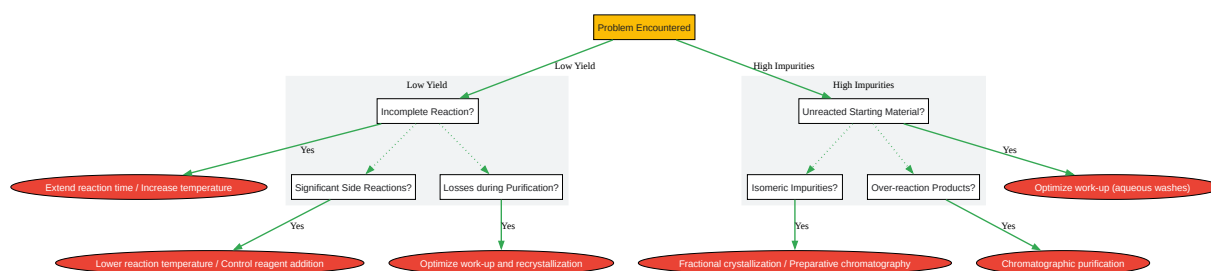 Problem Encountered
Low Yield
High Impurities
Low Yield
High Impurities
Incomplete Reaction?
Unreacted Starting Material?
Yes
Yes
Extend reaction time / Increase temperature
Significant Side Reactions?
Losses during Purification?
Isomeric Impurities?
Over-reaction Products?
Optimize work-up (aqueous washes)
Yes
Yes
Yes
Yes
Lower reaction temperature / Control reagent addition
Optimize work-up and recrystallization
Fractional crystallization / Preparative chromatography
Chromatographic purification